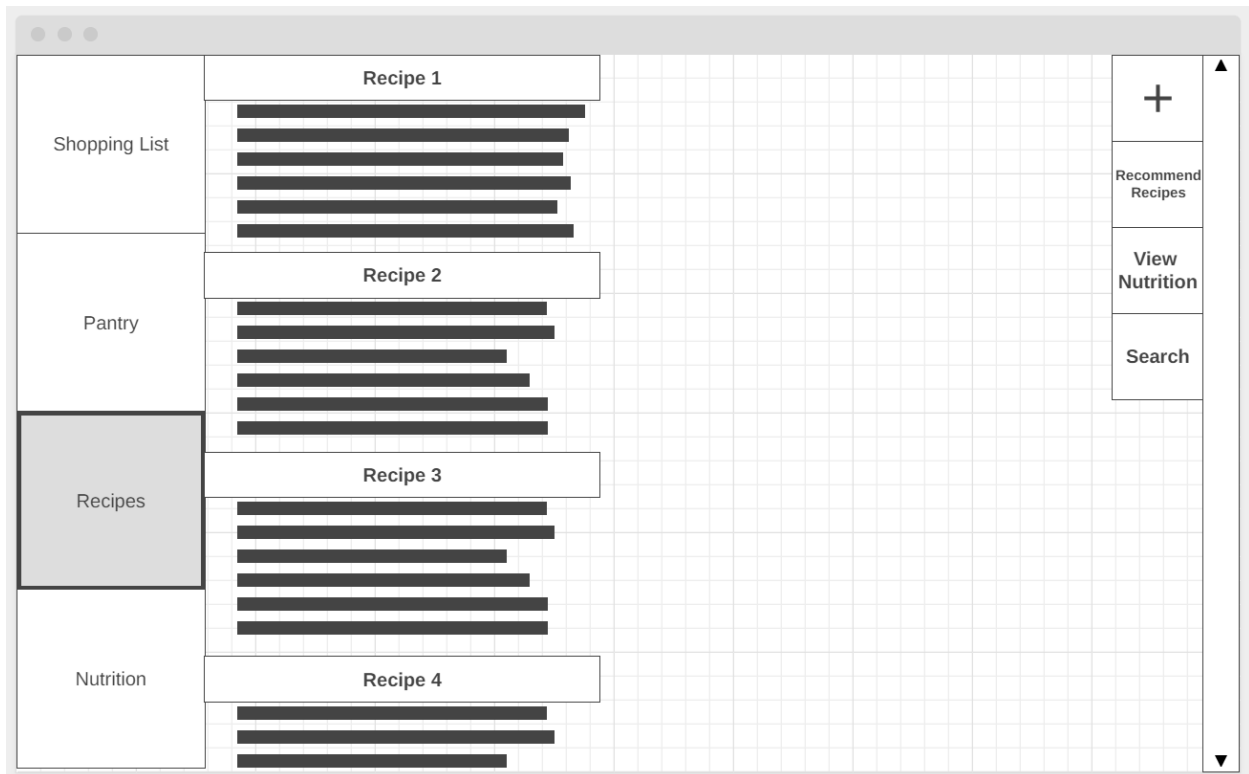 Shopping List
Pantry
Recipes
Nutrition
Recipe 1
Recipe 2
Recipe 3
Recipe 4
+
Recommend
Recipes
View
Nutrition
Search
▲
▼